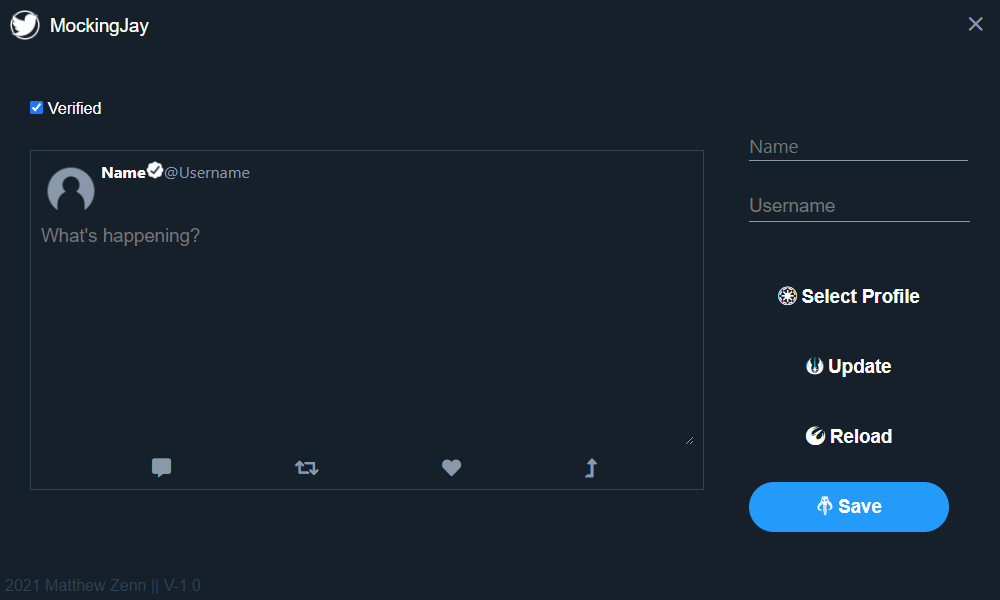 MockingJay
Verified
Name@Username
What's happening?
Name
Username
Select Profile
Update
Reload
Save
2021 Matthew Zenn || V-1.0